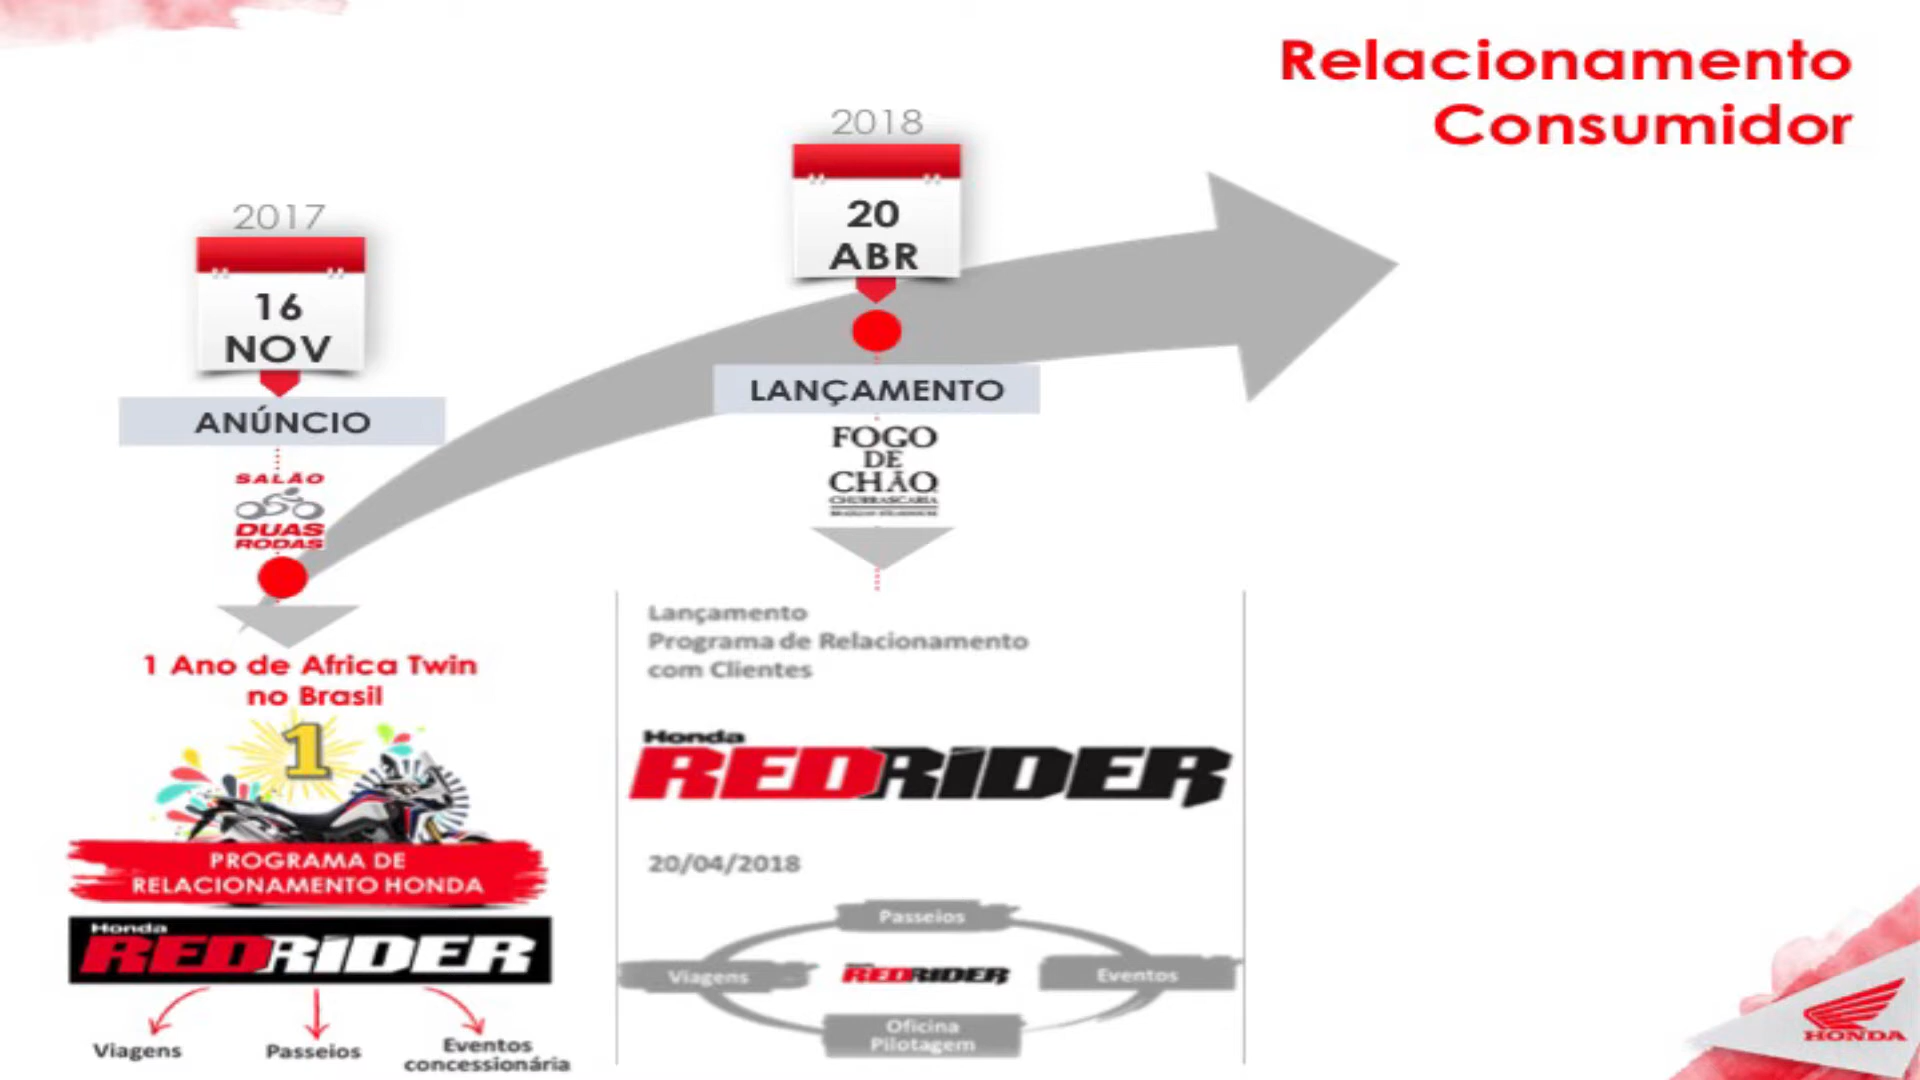 Relacionamento
Consumidor
2017
16
NOV
ANÚNCIO
SALÃO
DUAS
RODAS
1 Ano de Africa Twin
no Brasil
1
PROGRAMA DE
RELACIONAMENTO HONDA
Honda
REDRIDER
Viagens
Passeios
Eventos
concessionária
2018
20
ABR
LANÇAMENTO
FOGO
DE
CHÃO
CHURRASCARIA
Lançamento
Programa de Relacionamento
com Clientes
Honda
REDRIDER
20/04/2018
Passeios
Viagens
REDRIDER
Eventos
Oficina
Pilotagem
HONDA